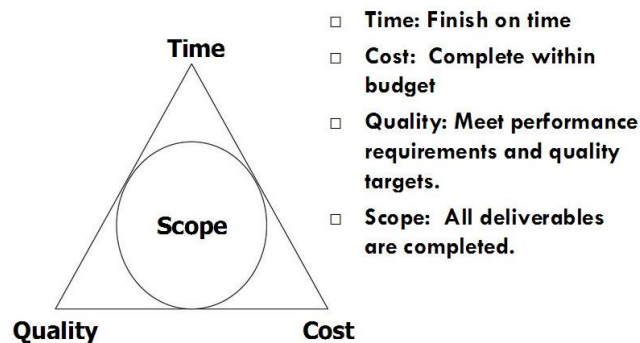 Time
Scope
Quality
Cost
□ Time: Finish on time
□ Cost: Complete within
budget
□ Quality: Meet performance
requirements and quality
targets.
□ Scope: All deliverables
are completed.